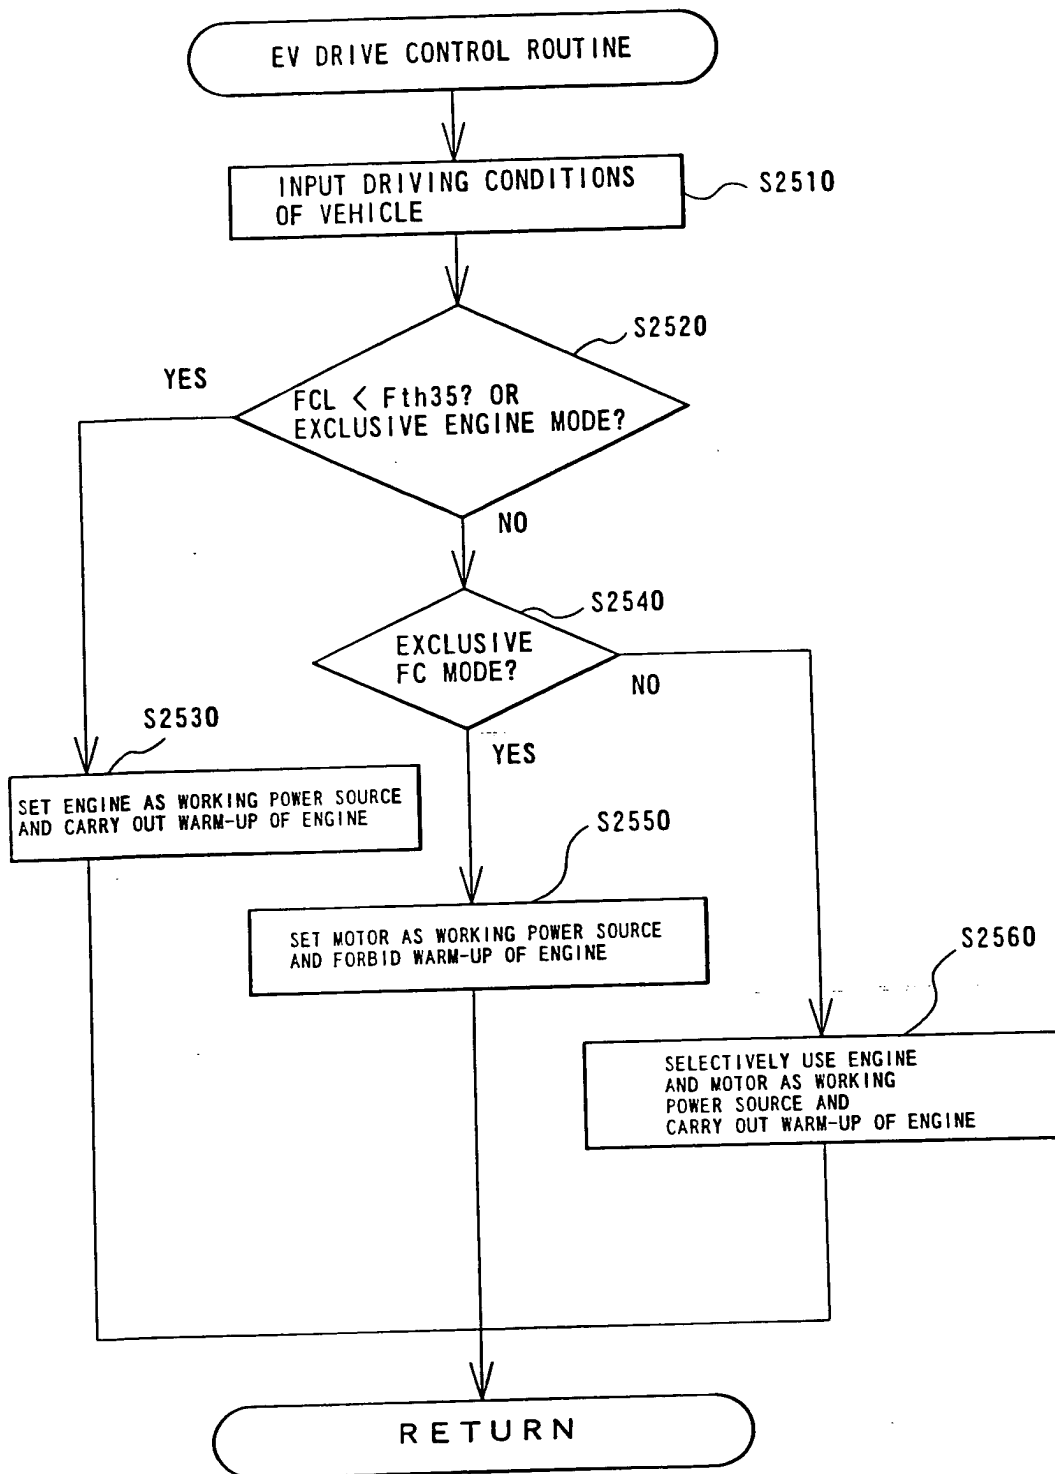 EV DRIVE CONTROL ROUTINE
INPUT DRIVING CONDITIONS
OF VEHICLE
S2510
S2520
YES
FCL < Fth35? OR
EXCLUSIVE ENGINE MODE?
NO
S2540
EXCLUSIVE
FC MODE?
NO
S2530
YES
SET ENGINE AS WORKING POWER SOURCE
AND CARRY OUT WARM-UP OF ENGINE
S2550
SET MOTOR AS WORKING POWER SOURCE
AND FORBID WARM-UP OF ENGINE
S2560
SELECTIVELY USE ENGINE
AND MOTOR AS WORKING
POWER SOURCE AND
CARRY OUT WARM-UP OF ENGINE
RETURN